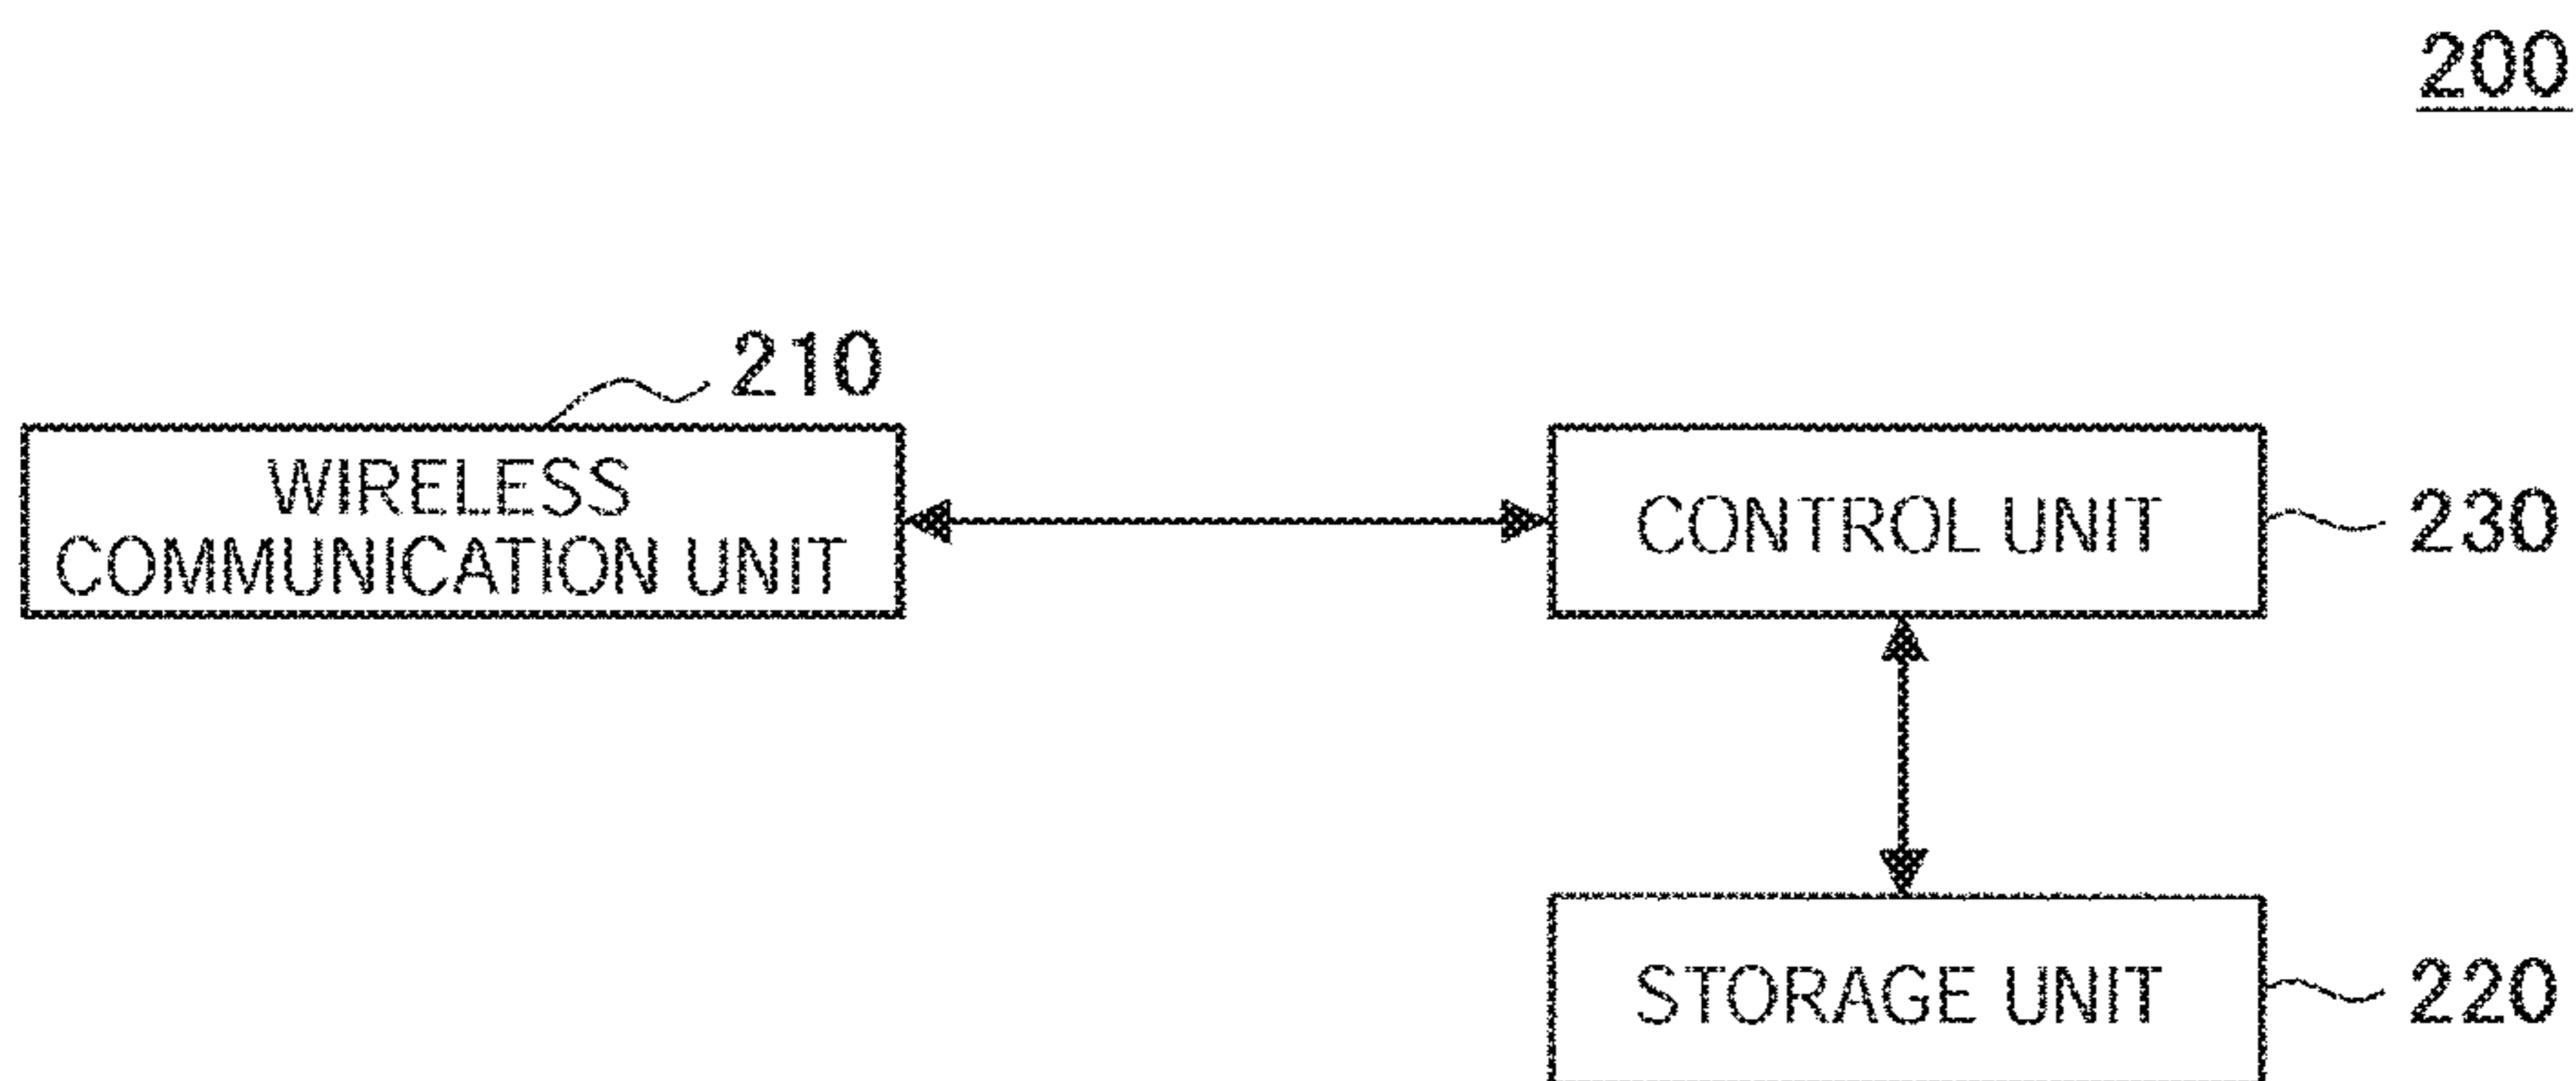 200
210
WIRELESS
COMMUNICATION UNIT
CONTROL UNIT
230
STORAGE UNIT
220